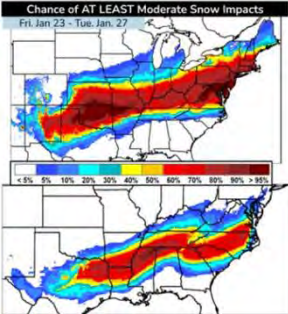 Chance of AT LEAST Moderate Snow Impacts
Fri. Jan 23 - Tue. Jan. 27
< 5% 5% 10% 20% 30% 40% 50% 60% 70% 80% 90% > 95%